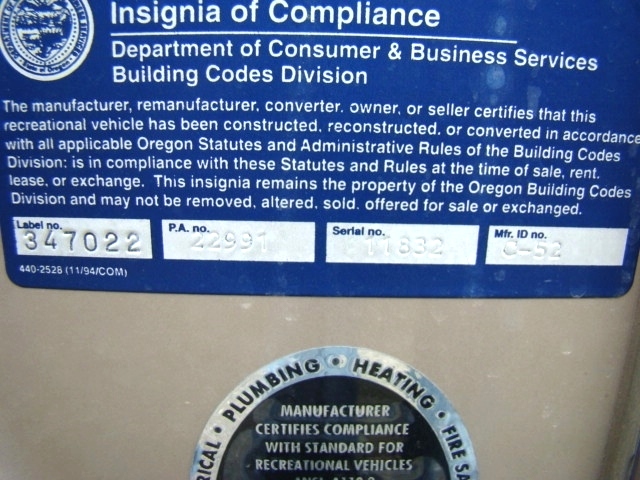 Insignia of Compliance
Department of Consumer & Business Services
Building Codes Division
The manufacturer, remanufacturer, converter, owner, or seller certifies that this
recreational vehicle has been constructed, reconstructed, or converted in accordance
with all applicable Oregon Statutes and Administrative Rules of the Building Codes
Division: is in compliance with these Statutes and Rules at the time of sale, rent,
lease, or exchange. This insignia remains the property of the Oregon Building Codes
Division and may not be removed, altered, sold, offered for sale or exchanged.
Label no. P.A. no. Serial no. Mfr. ID no.
347022 22991 11832 C-52
440-2528 (11/94/COM)
PLUMBING • HEATING • FIRE
MANUFACTURER
CERTIFIES COMPLIANCE
WITH STANDARD FOR
RECREATIONAL VEHICLES